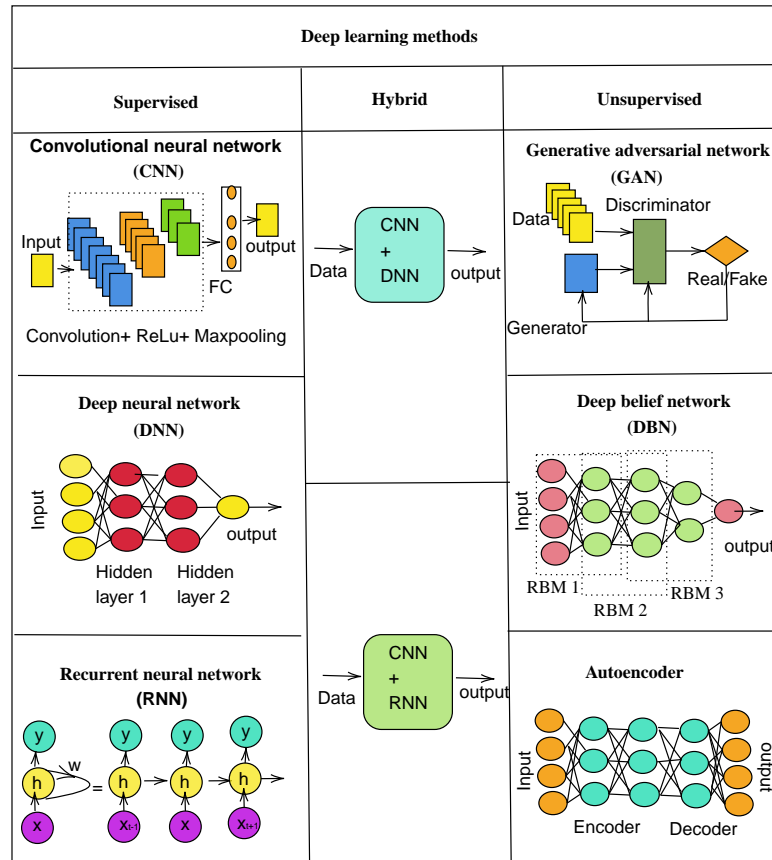 Deep learning methods
Supervised
Hybrid
Unsupervised
Convolutional neural network
(CNN)
Input
output
FC
Convolution+ ReLu+ Maxpooling
Deep neural network
(DNN)
Input
output
Hidden
layer 1
Hidden
layer 2
Recurrent neural network
(RNN)
y
y
y
y
w
h
=
h
h
h
x
x t-1
x
x t+1
CNN
+
DNN
Data
output
CNN
+
RNN
Data
output
Generative adversarial network
(GAN)
Data
Discriminator
Real/Fake
Generator
Deep belief network
(DBN)
Input
output
RBM 1
RBM 2
RBM 3
Autoencoder
Input
output
Encoder
Decoder